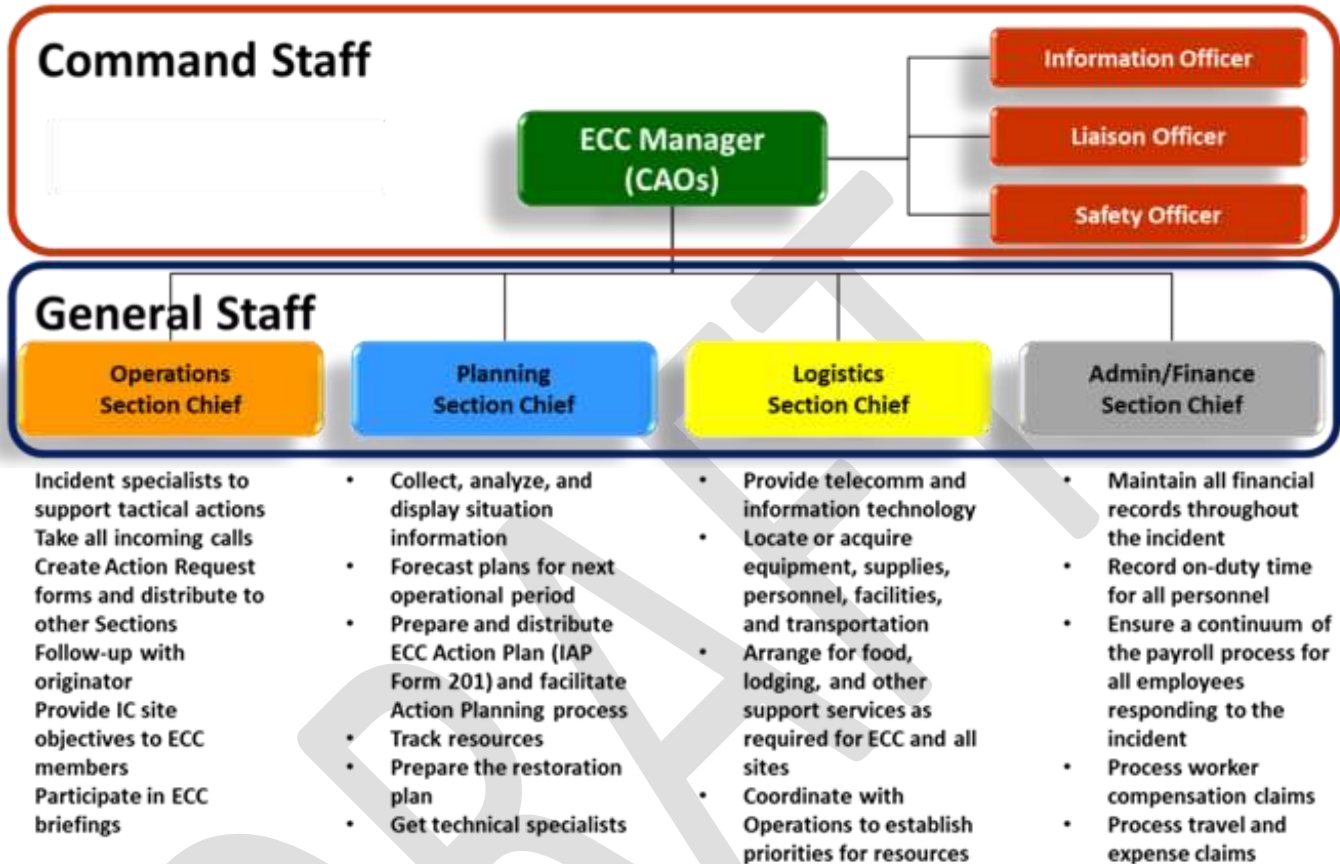 Command Staff
Information Officer
ECC Manager
(CAOs)
Liaison Officer
Safety Officer
General Staff
Operations
Section Chief
Planning
Section Chief
Logistics
Section Chief
Admin/Finance
Section Chief
Incident specialists to
support tactical actions
Take all incoming calls
Create Action Request
forms and distribute to
other Sections
Follow-up with
originator
Provide IC site
objectives to ECC
members
Participate in ECC
briefings
• Collect, analyze, and
display situation
information
• Forecast plans for next
operational period
• Prepare and distribute
ECC Action Plan (IAP
Form 201) and facilitate
Action Planning process
• Track resources
• Prepare the restoration
plan
• Get technical specialists
• Provide telecomm and
information technology
• Locate or acquire
equipment, supplies,
personnel, facilities,
and transportation
• Arrange for food,
lodging, and other
support services as
required for ECC and all
sites
• Coordinate with
Operations to establish
priorities for resources
• Maintain all financial
records throughout
the incident
• Record on-duty time
for all personnel
• Ensure a continuum of
the payroll process for
all employees
responding to the
incident
• Process worker
compensation claims
• Process travel and
expense claims
DRAFT